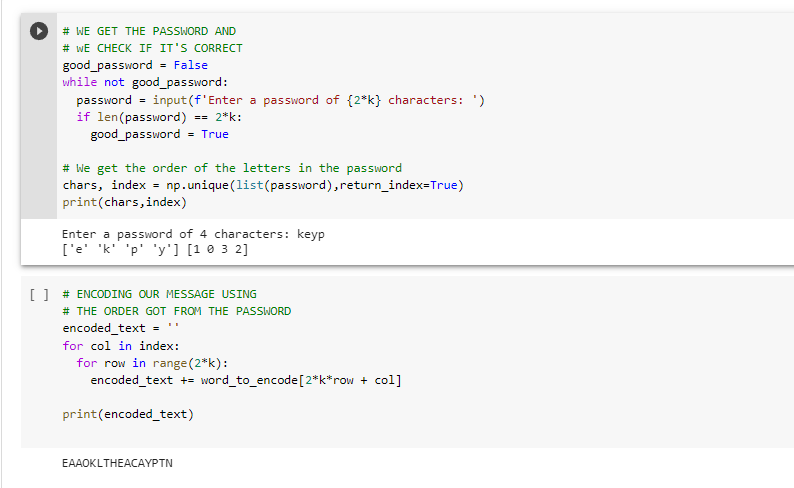 # WE GET THE PASSWORD AND
# wE CHECK IF IT'S CORRECT
good_password = False
while not good_password:
  password = input(f'Enter a password of {2*k} characters: ')
  if len(password) == 2*k:
    good_password = True

# We get the order of the letters in the password
chars, index = np.unique(list(password),return_index=True)
print(chars,index)
Enter a password of 4 characters: keyp
['e' 'k' 'p' 'y'] [1 0 3 2]
[ ] # ENCODING OUR MESSAGE USING
# THE ORDER GOT FROM THE PASSWORD
encoded_text = ''
for col in index:
  for row in range(2*k):
    encoded_text += word_to_encode[2*k*row + col]

print(encoded_text)
EAAOKLTHEACAYPTN